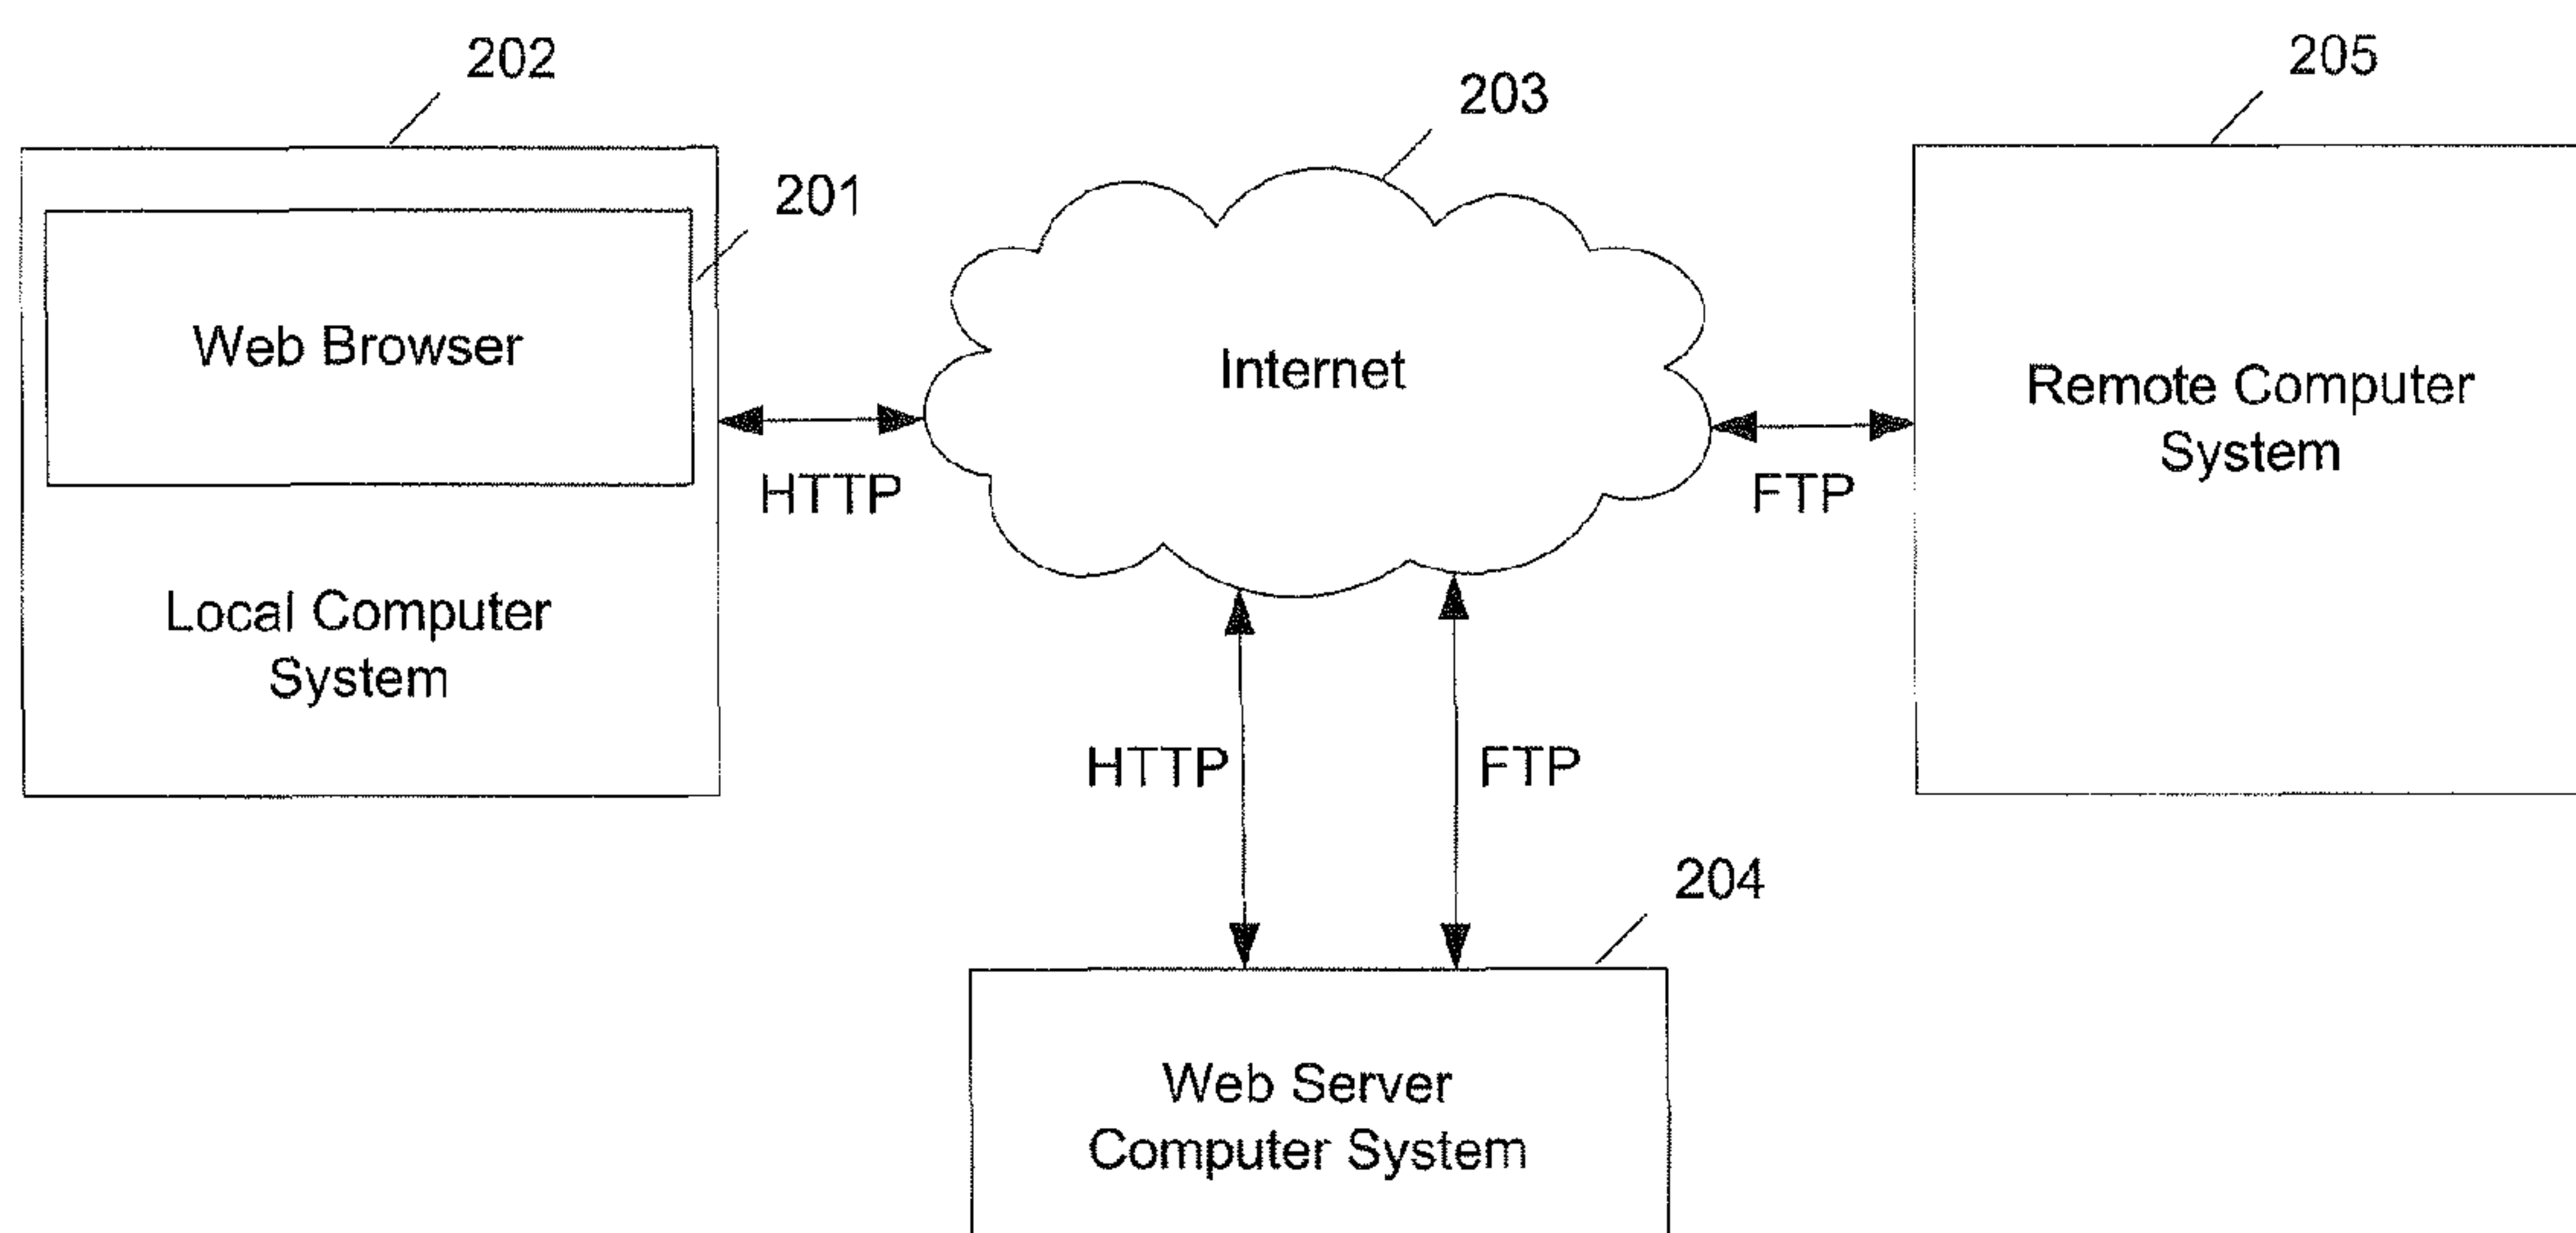 202
205
203
201
Web Browser
Internet
Remote Computer
System
HTTP
FTP
Local Computer
System
HTTP
FTP
204
Web Server
Computer System